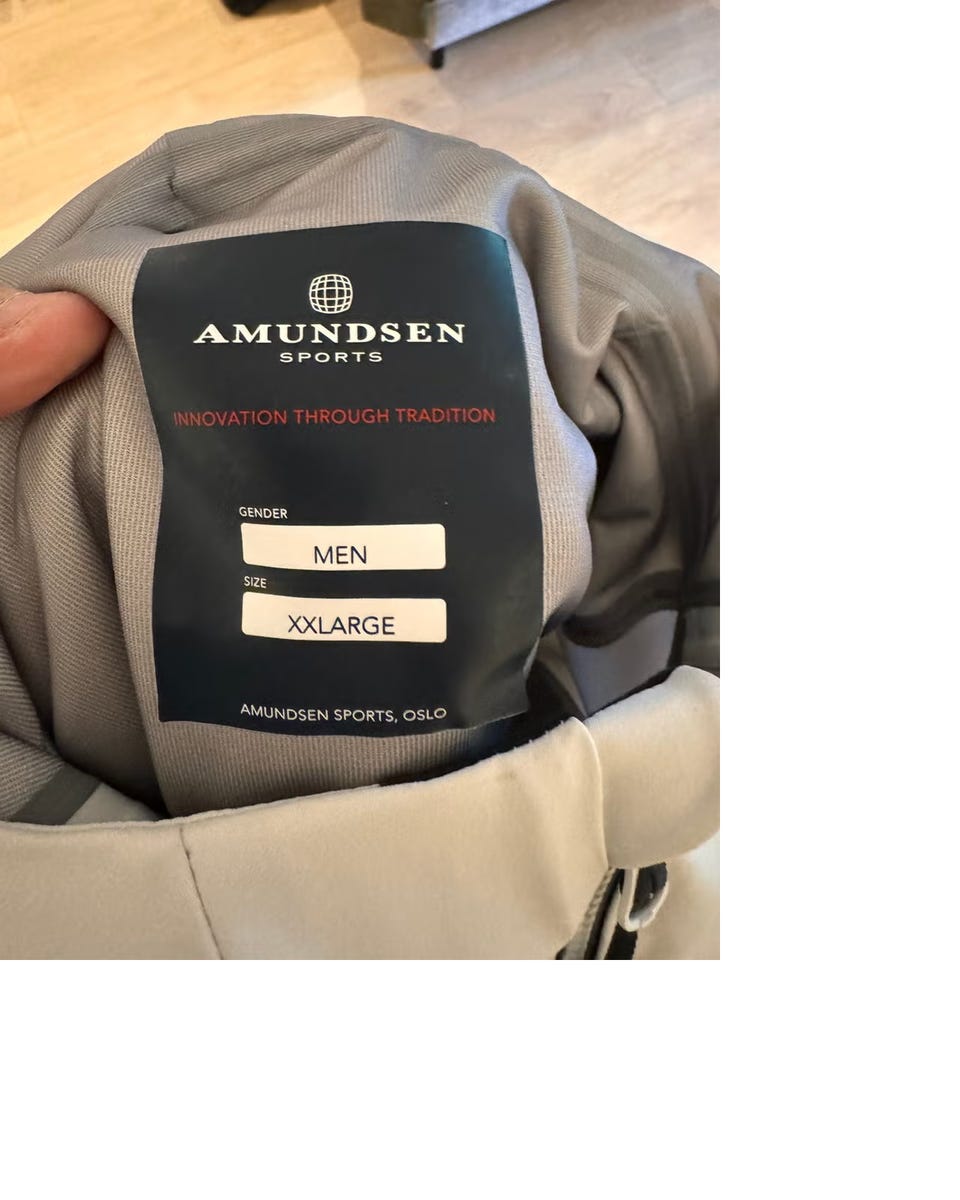 AMUNDSEN
SPORTS
INNOVATION THROUGH TRADITION
GENDER
MEN
SIZE
XXLARGE
AMUNDSEN SPORTS, OSLO